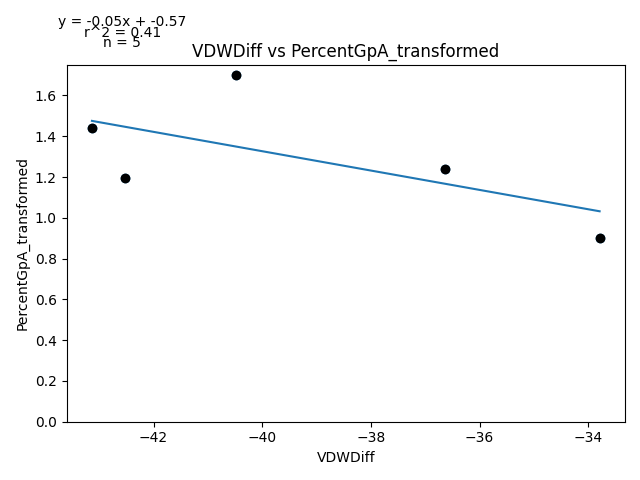 y = -0.05x + -0.57
r^2 = 0.41
n = 5
VDWDiff vs PercentGpA_transformed
1.6
1.4
1.2
1.0
0.8
0.6
0.4
0.2
0.0
PercentGpA_transformed
−42
−40
−38
−36
−34
VDWDiff